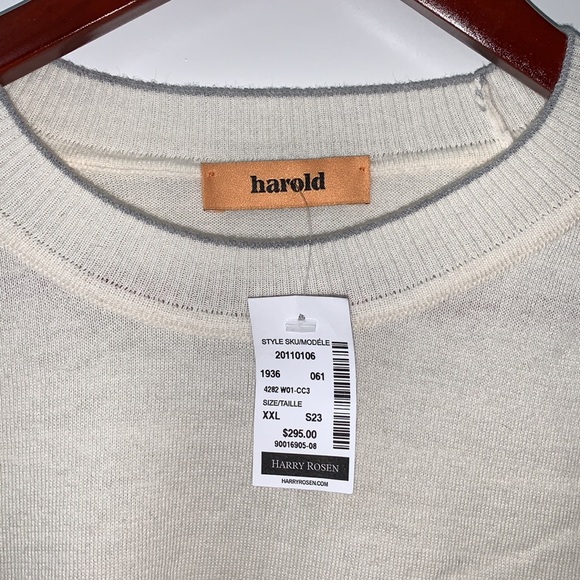 harold
STYLE SKU/MODÉLE
20110106
1936 061
4282 W01-CC3
SIZE/TAILLE
XXL S23
$295.00
90016905-08
HARRY ROSEN
HARRYROSEN.COM